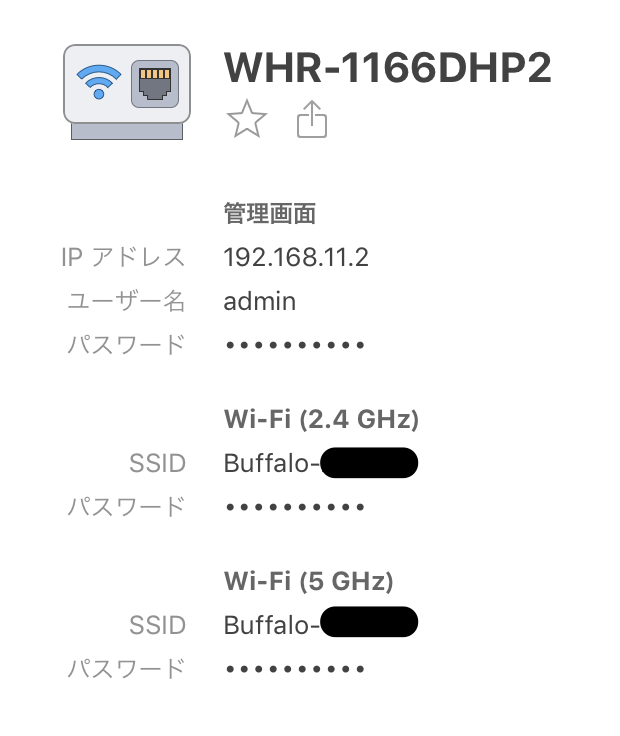 WHR-1166DHP2
管理画面
IP アドレス 192.168.11.2
ユーザー名 admin
パスワード ••••••••••
Wi-Fi (2.4 GHz)
SSID Buffalo-
パスワード ••••••••••
Wi-Fi (5 GHz)
SSID Buffalo-
パスワード ••••••••••